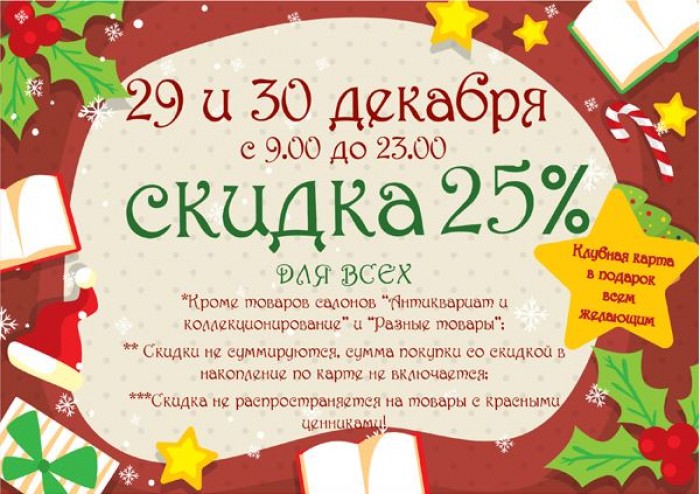 29 и 30 декабря
с 9.00 до 23.00
скидка 25%
для всех
*Кроме товаров салонов "Антиквариат и
коллекционирование" и "Разные товары";
** Скидки не суммируются, сумма покупки со скидкой в
накопление по карте не включается;
***Скидка не распространяется на товары с красными
ценниками!
Клубная карта
в подарок
всем
желающим